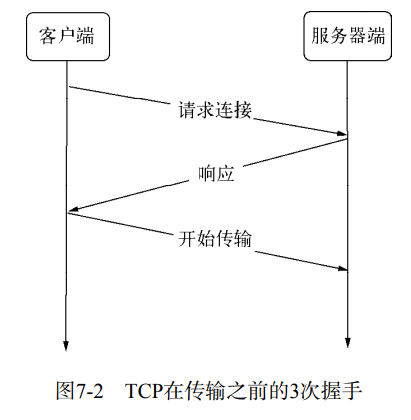 客户端
服务器端
请求连接
响应
开始传输
图7-2 TCP在传输之前的3次握手